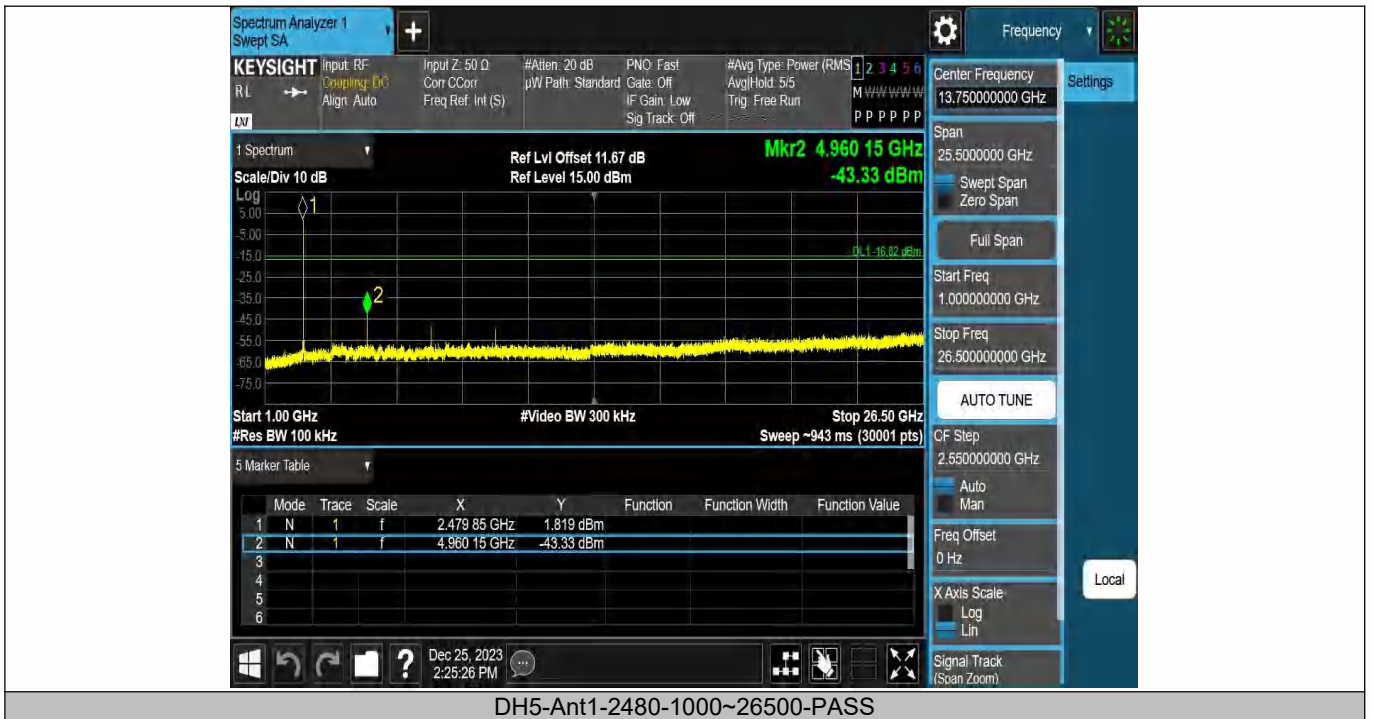 Spectrum Analyzer 1
Swept SA
Frequency
KEYSIGHT
RL
LXI
Input: RF
Coupling: DC
Align: Auto
Input Z: 50 Ω
Corr CCorr
Freq Ref: Int (S)
#Atten: 20 dB
µW Path: Standard
PNO: Fast
Gate: Off
IF Gain: Low
Sig Track: Off
#Avg Type: Power (RMS
Avg|Hold: 5/5
Trig: Free Run
1 2 3 4 5 6
M W W W W W
P P P P P P
Center Frequency
13.750000000 GHz
Settings
Span
25.5000000 GHz
Swept Span
Zero Span
Full Span
Start Freq
1.000000000 GHz
Stop Freq
26.500000000 GHz
AUTO TUNE
CF Step
2.550000000 GHz
Auto
Man
Freq Offset
0 Hz
X Axis Scale
Log
Lin
Signal Track
(Span Zoom)
Local
1 Spectrum
Scale/Div 10 dB
Ref Lvl Offset 11.67 dB
Ref Level 15.00 dBm
Mkr2 4.960 15 GHz
-43.33 dBm
Log
5.00
-5.00
-15.0
-25.0
-35.0
-45.0
-55.0
-65.0
-75.0
1
2
DL1 -16.82 dBm
Start 1.00 GHz
#Video BW 300 kHz
Stop 26.50 GHz
#Res BW 100 kHz
Sweep ~943 ms (30001 pts)
5 Marker Table
Mode Trace Scale X Y Function Function Width Function Value
1 N 1 f 2.479 85 GHz 1.819 dBm
2 N 1 f 4.960 15 GHz -43.33 dBm
3
4
5
6
?
Dec 25, 2023
2:25:26 PM
DH5-Ant1-2480-1000~26500-PASS